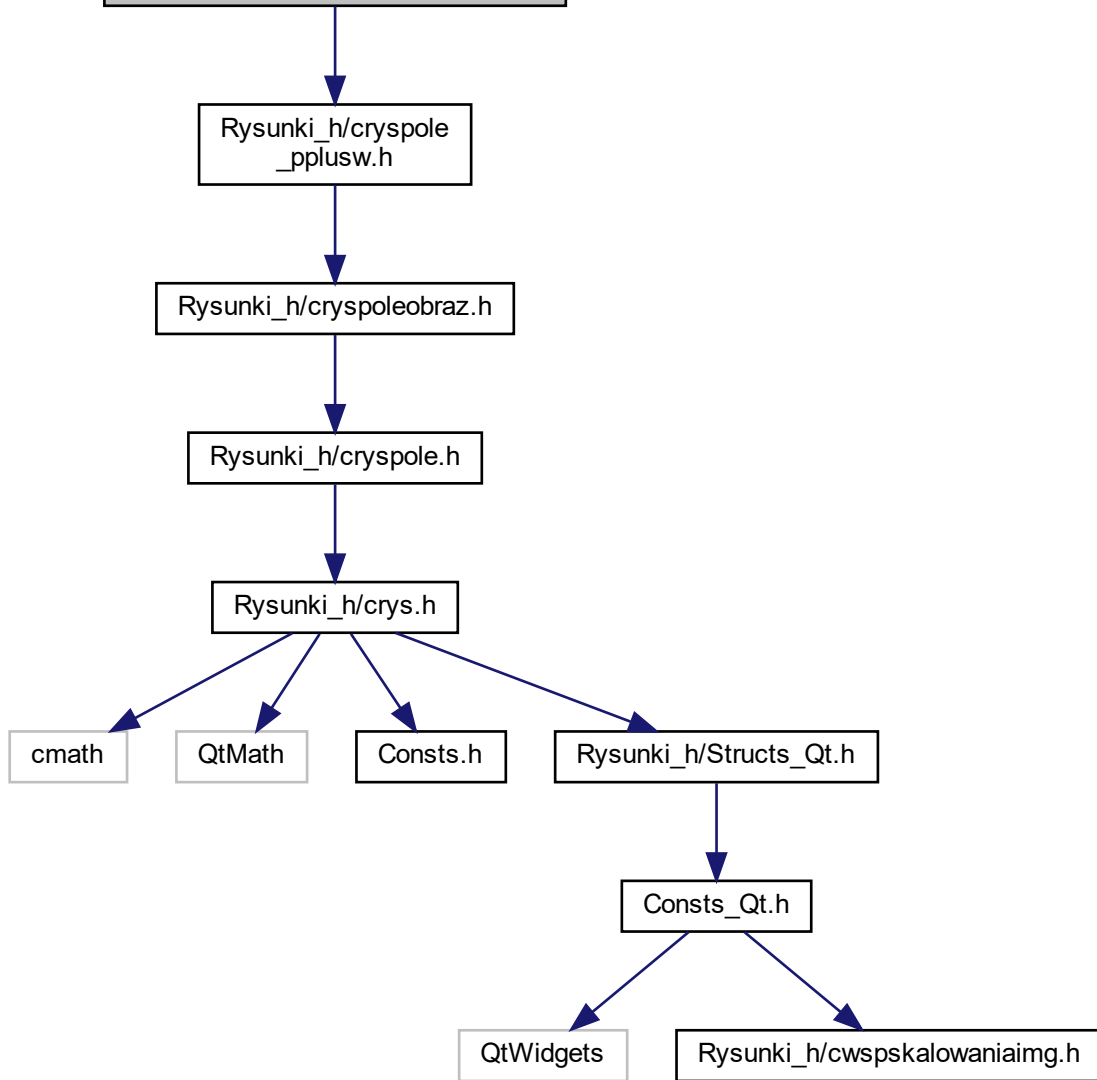 Rysunki_h/cryspole
_pplusw.h
Rysunki_h/cryspoleobraz.h
Rysunki_h/cryspole.h
Rysunki_h/crys.h
cmath
QtMath
Consts.h
Rysunki_h/Structs_Qt.h
Consts_Qt.h
QtWidgets
Rysunki_h/cwspskalowaniaimg.h